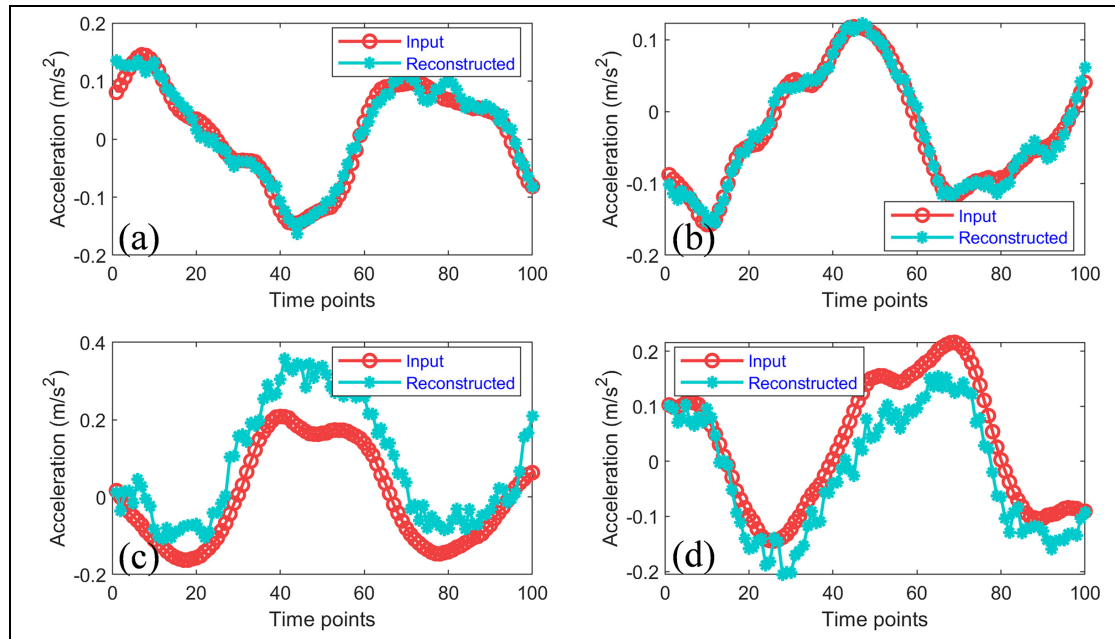 0.2
0.1
0
-0.1
-0.2
Acceleration (m/s²)
Input
Reconstructed
(a)
0 20 40 60 80 100
Time points
0.1
0
-0.1
-0.2
Acceleration (m/s²)
Input
Reconstructed
(b)
0 20 40 60 80 100
Time points
0.4
0.2
0
-0.2
Acceleration (m/s²)
Input
Reconstructed
(c)
0 20 40 60 80 100
Time points
0.2
0.1
0
-0.1
-0.2
Acceleration (m/s²)
Input
Reconstructed
(d)
0 20 40 60 80 100
Time points